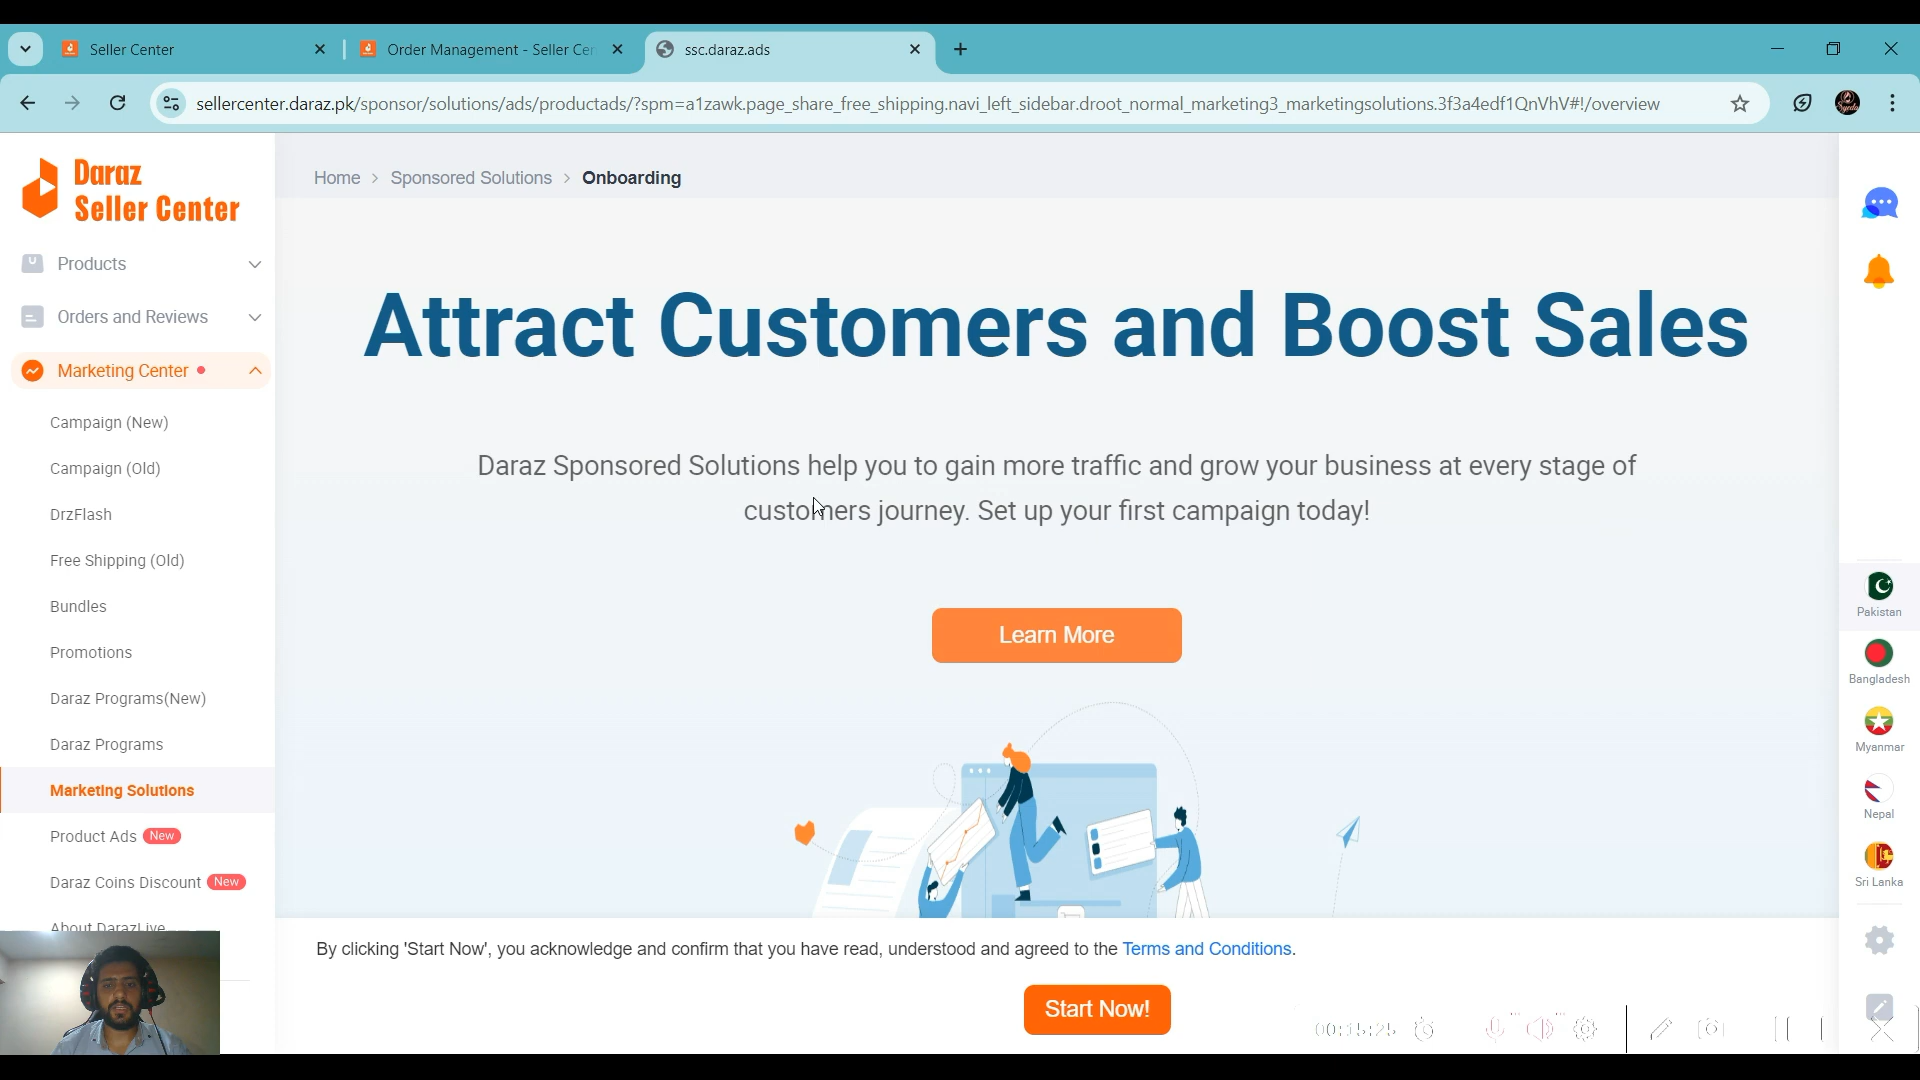 Seller Center
Order Management - Seller Cen
ssc.daraz.ads
sellercenter.daraz.pk/sponsor/solutions/ads/productads/?spm=a1zawk.page_share_free_shipping.navi_left_sidebar.droot_normal_marketing3_marketingsolutions.3f3a4edf1QnVhV#!/overview
Daraz
Seller Center
Products
Orders and Reviews
Marketing Center
Campaign (New)
Campaign (Old)
DrzFlash
Free Shipping (Old)
Bundles
Promotions
Daraz Programs(New)
Daraz Programs
Marketing Solutions
Product Ads New
Daraz Coins Discount New
About DarazLive
Home > Sponsored Solutions > Onboarding
Attract Customers and Boost Sales
Daraz Sponsored Solutions help you to gain more traffic and grow your business at every stage of
customers journey. Set up your first campaign today!
Learn More
By clicking 'Start Now', you acknowledge and confirm that you have read, understood and agreed to the Terms and Conditions.
Start Now!
00:15:25
Pakistan
Bangladesh
Myanmar
Nepal
Sri Lanka